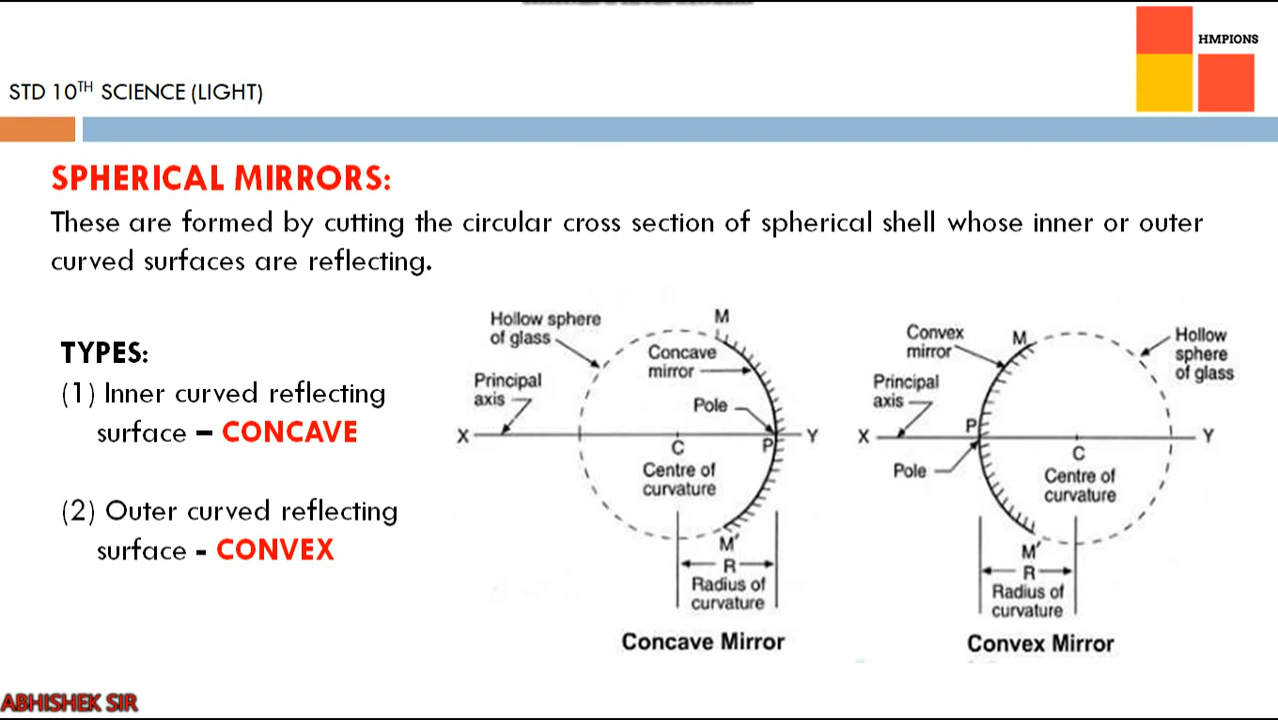 HMPIONS
STD 10TH SCIENCE (LIGHT)
SPHERICAL MIRRORS:
These are formed by cutting the circular cross section of spherical shell whose inner or outer
curved surfaces are reflecting.
TYPES:
(1) Inner curved reflecting
surface – CONCAVE
(2) Outer curved reflecting
surface - CONVEX
Hollow sphere
of glass
M
Concave
mirror
Principal
axis
Pole
X
C
P
Y
Centre of
curvature
M'
R
Radius of
curvature
Concave Mirror
Convex
mirror
M
Hollow
sphere
of glass
Principal
axis
P
X
Y
C
Pole
Centre of
curvature
M'
R
Radius of
curvature
Convex Mirror
ABHISHEK SIR